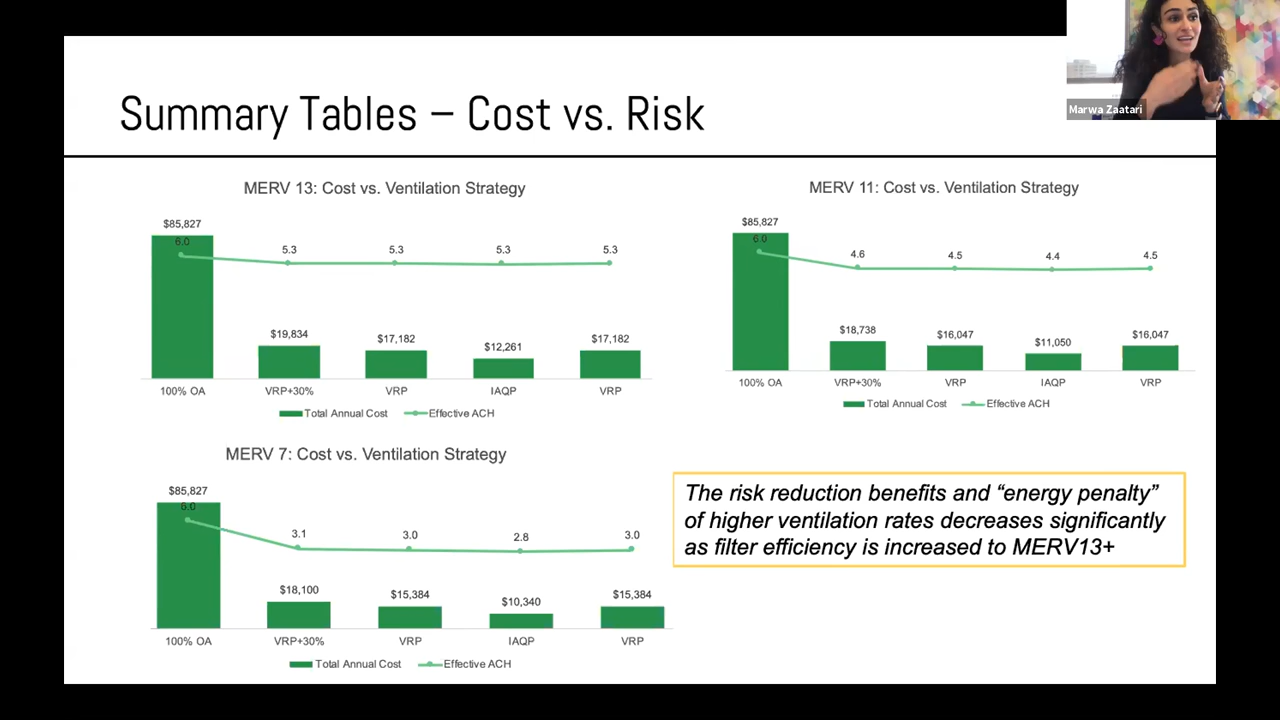 Marwa Zaatari
Summary Tables – Cost vs. Risk
MERV 13: Cost vs. Ventilation Strategy
$85,827
6.0
5.3
5.3
5.3
5.3
$19,834
$17,182
$12,261
$17,182
100% OA
VRP+30%
VRP
IAQP
VRP
Total Annual Cost
Effective ACH
MERV 11: Cost vs. Ventilation Strategy
$85,827
6.0
4.6
4.5
4.4
4.5
$18,738
$16,047
$11,050
$16,047
100% OA
VRP+30%
VRP
IAQP
VRP
Total Annual Cost
Effective ACH
MERV 7: Cost vs. Ventilation Strategy
$85,827
6.0
3.1
3.0
2.8
3.0
$18,100
$15,384
$10,340
$15,384
100% OA
VRP+30%
VRP
IAQP
VRP
Total Annual Cost
Effective ACH
The risk reduction benefits and “energy penalty”
of higher ventilation rates decreases significantly
as filter efficiency is increased to MERV13+